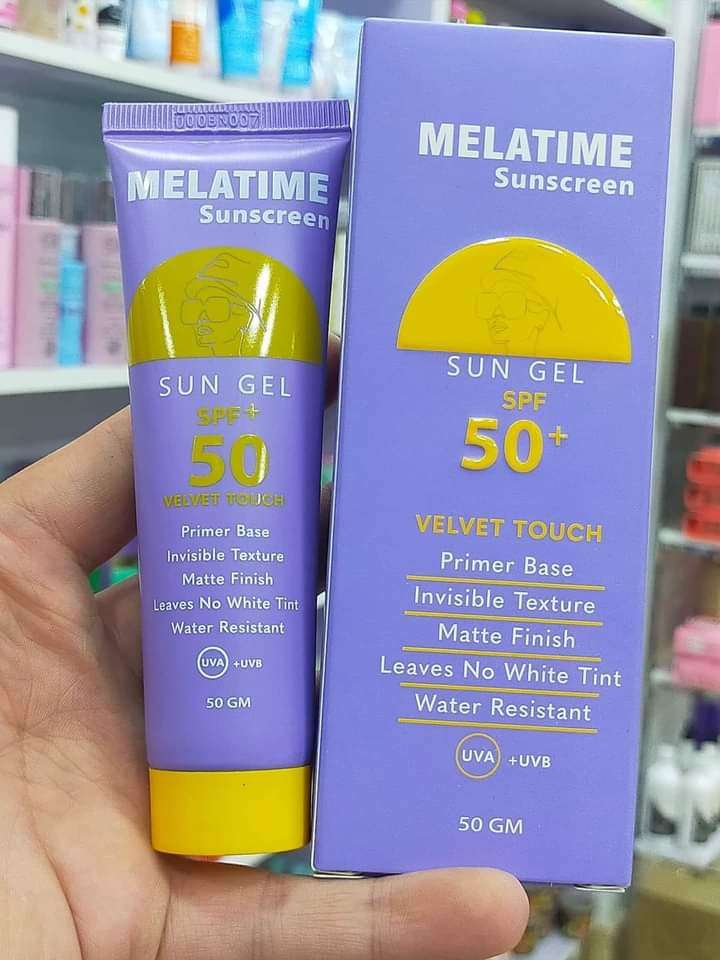 U00BN007
MELATIME
Sunscreen
SUN GEL
SPF+
50
VELVET TOUCH
Primer Base
Invisible Texture
Matte Finish
Leaves No White Tint
Water Resistant
UVA +UVB
50 GM
MELATIME
Sunscreen
SUN GEL
SPF
50+
VELVET TOUCH
Primer Base
Invisible Texture
Matte Finish
Leaves No White Tint
Water Resistant
UVA +UVB
50 GM